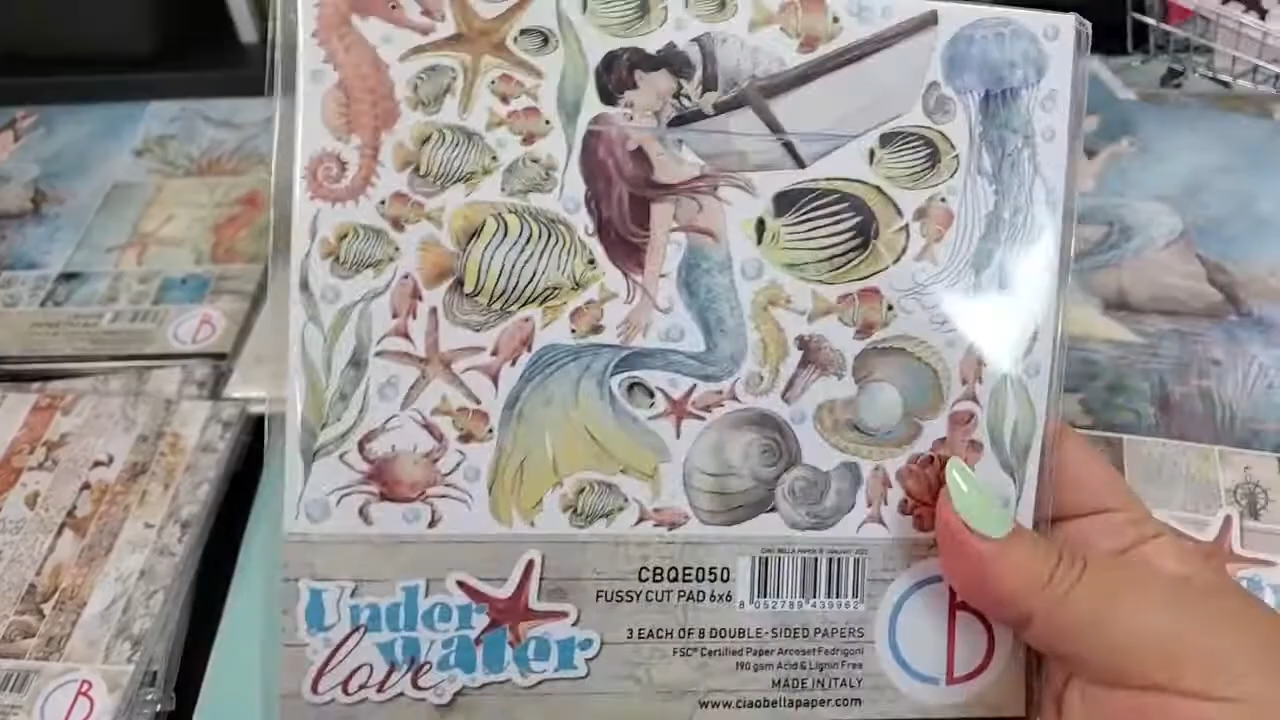 CIAO BELLA PAPER © JANUARY 2022
CBQE050
FUSSY CUT PAD 6x6
8 052789 439962
Under
water
love
3 EACH OF 8 DOUBLE-SIDED PAPERS
FSC® Certified Paper Arcoset Fedrigoni
190 gsm Acid & Lignin Free
MADE IN ITALY
www.ciaobellapaper.com
CB
CB
CB